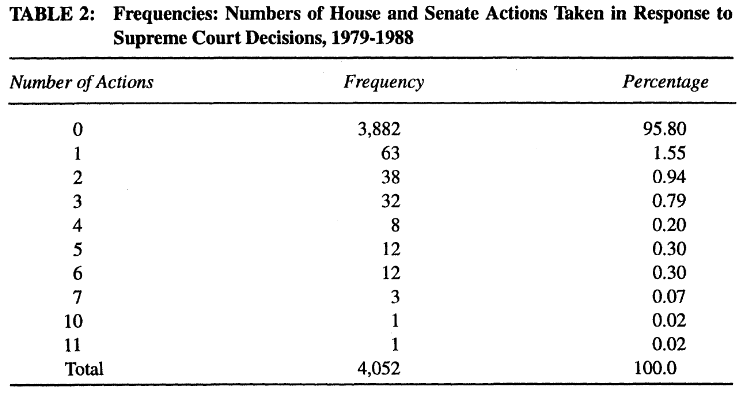 TABLE 2: Frequencies: Numbers of House and Senate Actions Taken in Response to
Supreme Court Decisions, 1979-1988
Number of Actions Frequency Percentage
0 3,882 95.80
1 63 1.55
2 38 0.94
3 32 0.79
4 8 0.20
5 12 0.30
6 12 0.30
7 3 0.07
10 1 0.02
11 1 0.02
Total 4,052 100.0